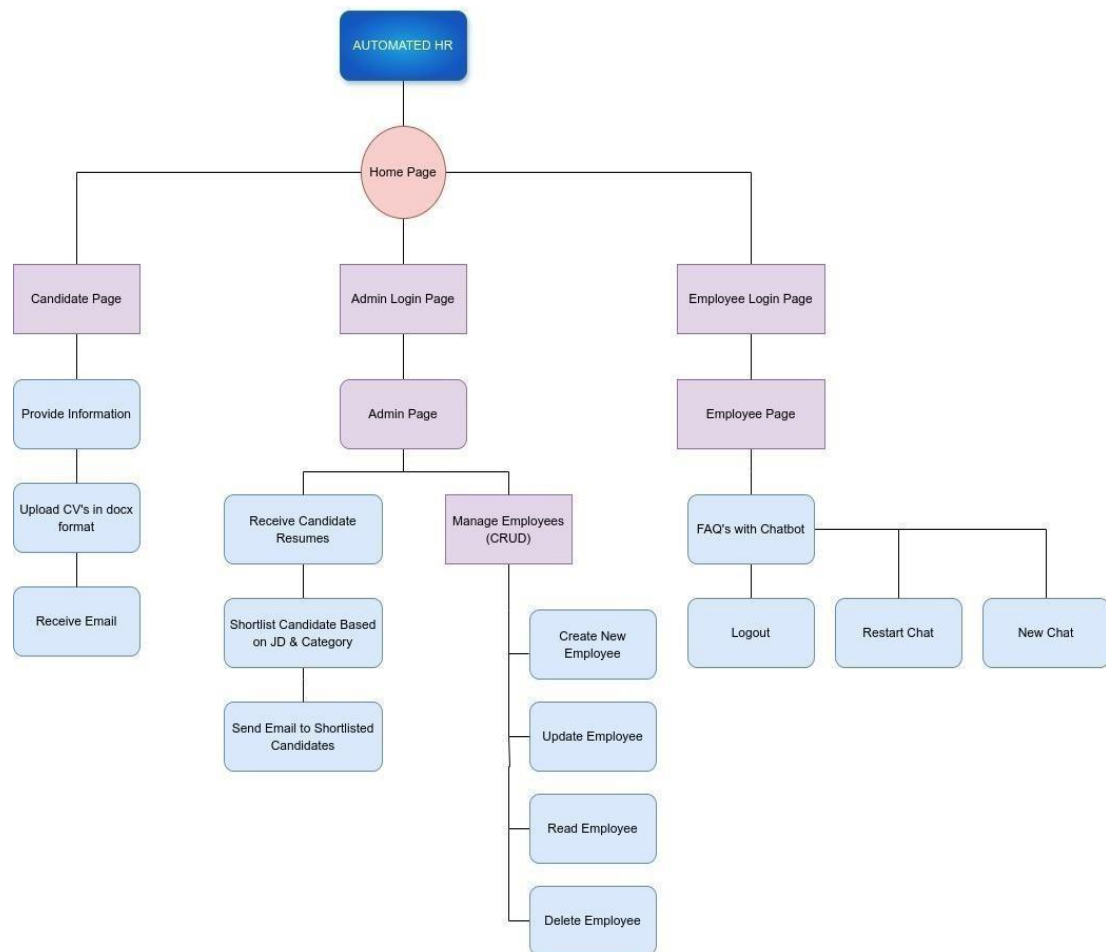 AUTOMATED HR
Home Page
Candidate Page
Admin Login Page
Employee Login Page
Provide Information
Admin Page
Employee Page
Upload CV's in docx
format
Receive Candidate
Resumes
Manage Employees
(CRUD)
FAQ's with Chatbot
Receive Email
Shortlist Candidate Based
on JD & Category
Create New
Employee
Logout
Restart Chat
New Chat
Send Email to Shortlisted
Candidates
Update Employee
Read Employee
Delete Employee